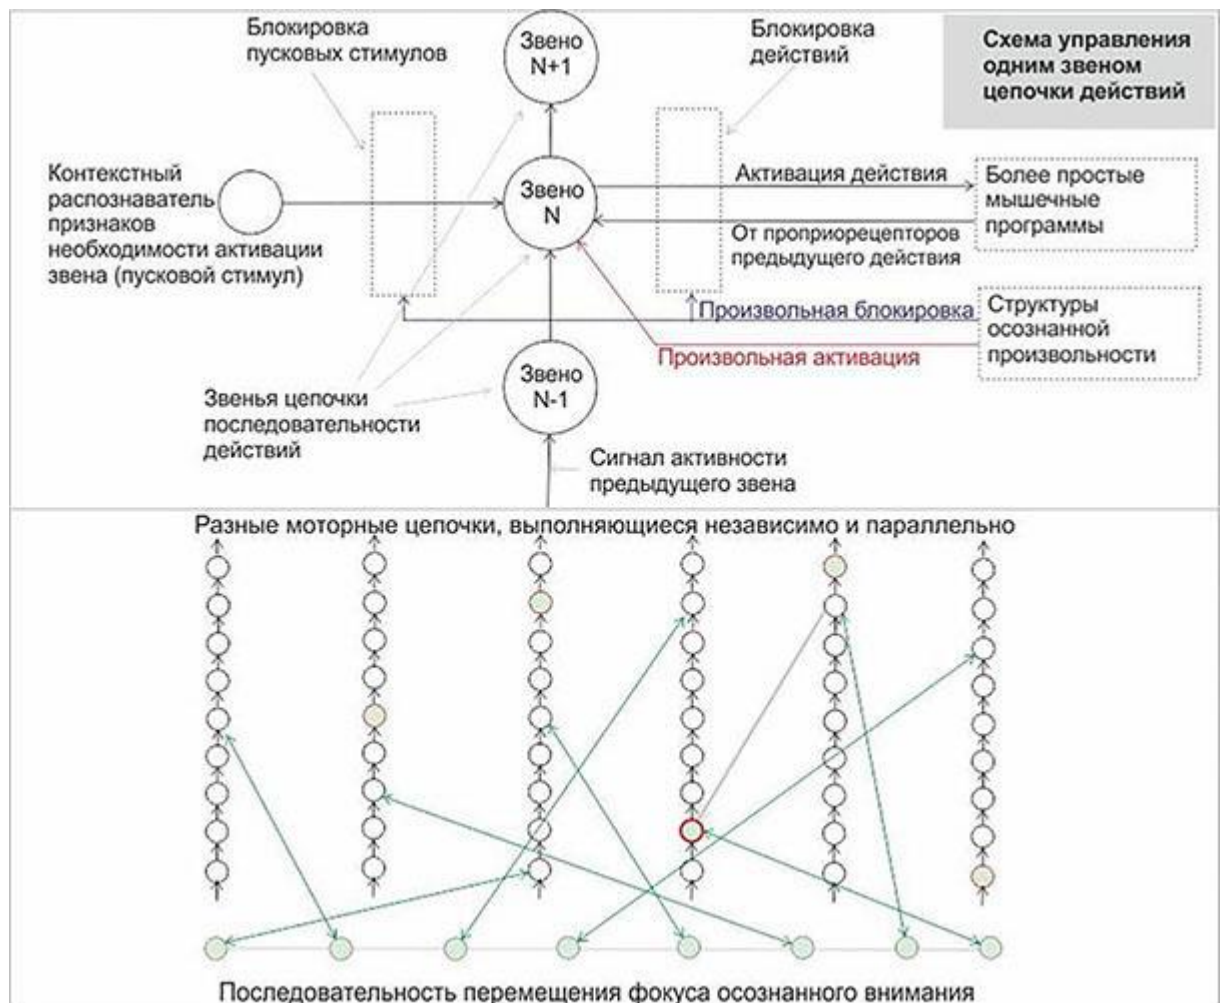 Блокировка
пусковых стимулов
Звено
N+1
Блокировка
действий
Схема управления
одним звеном
цепочки действий
Контекстный
распознаватель
признаков
необходимости активации
звена (пусковой стимул)
Звено
N
Активация действия
Более простые
мышечные
программы
От проприорецепторов
предыдущего действия
Произвольная блокировка
Структуры
осознанной
произвольности
Произвольная активация
Звено
N-1
Звенья цепочки
последовательности
действий
Сигнал активности
предыдущего звена
Разные моторные цепочки, выполняющиеся независимо и параллельно
Последовательность перемещения фокуса осознанного внимания